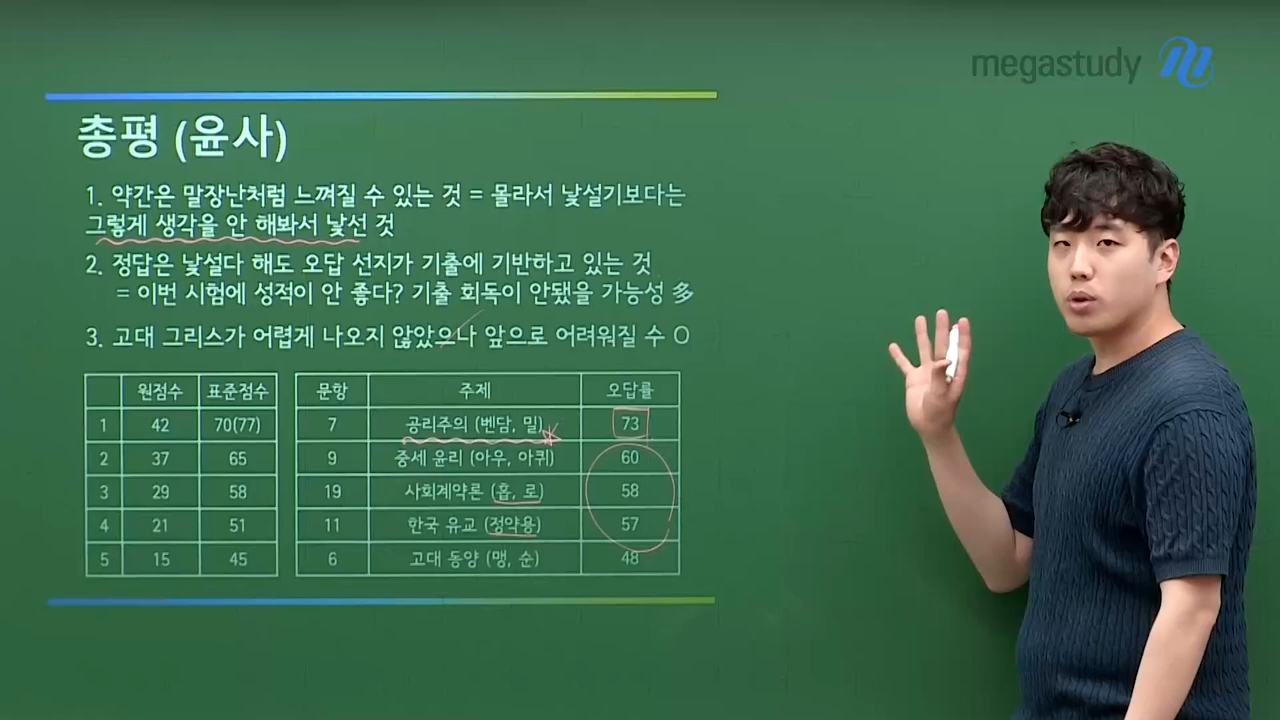 megastudy
총평 (윤사)
1. 약간은 말장난처럼 느껴질 수 있는 것 = 몰라서 낯설기보다는
그렇게 생각을 안 해봐서 낯선 것
2. 정답은 낯설다 해도 오답 선지가 기출에 기반하고 있는 것
= 이번 시험에 성적이 안 좋다? 기출 회독이 안됐을 가능성 多
3. 고대 그리스가 어렵게 나오지 않았으나 앞으로 어려워질 수 O
원점수 표준점수
1 42 70(77)
2 37 65
3 29 58
4 21 51
5 15 45
문항 주제 오답률
7 공리주의 (벤담, 밀) 73
9 중세 윤리 (아우, 아퀴) 60
19 사회계약론 (홉, 로) 58
11 한국 유교 (정약용) 57
6 고대 동양 (맹, 순) 48